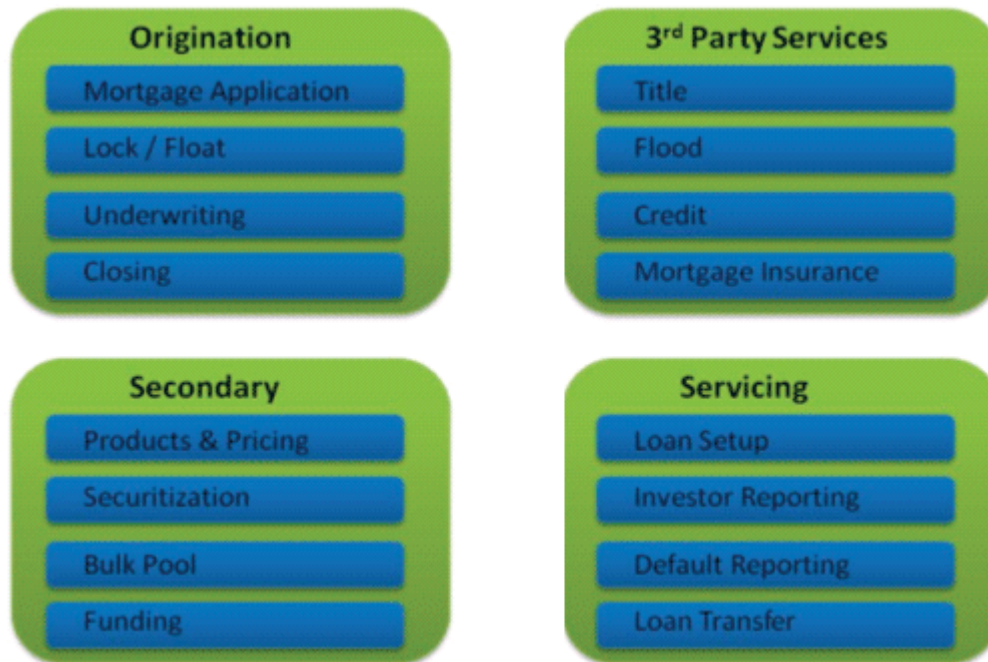 Origination
Mortgage Application
Lock / Float
Underwriting
Closing
3rd Party Services
Title
Flood
Credit
Mortgage Insurance
Secondary
Products & Pricing
Securitization
Bulk Pool
Funding
Servicing
Loan Setup
Investor Reporting
Default Reporting
Loan Transfer